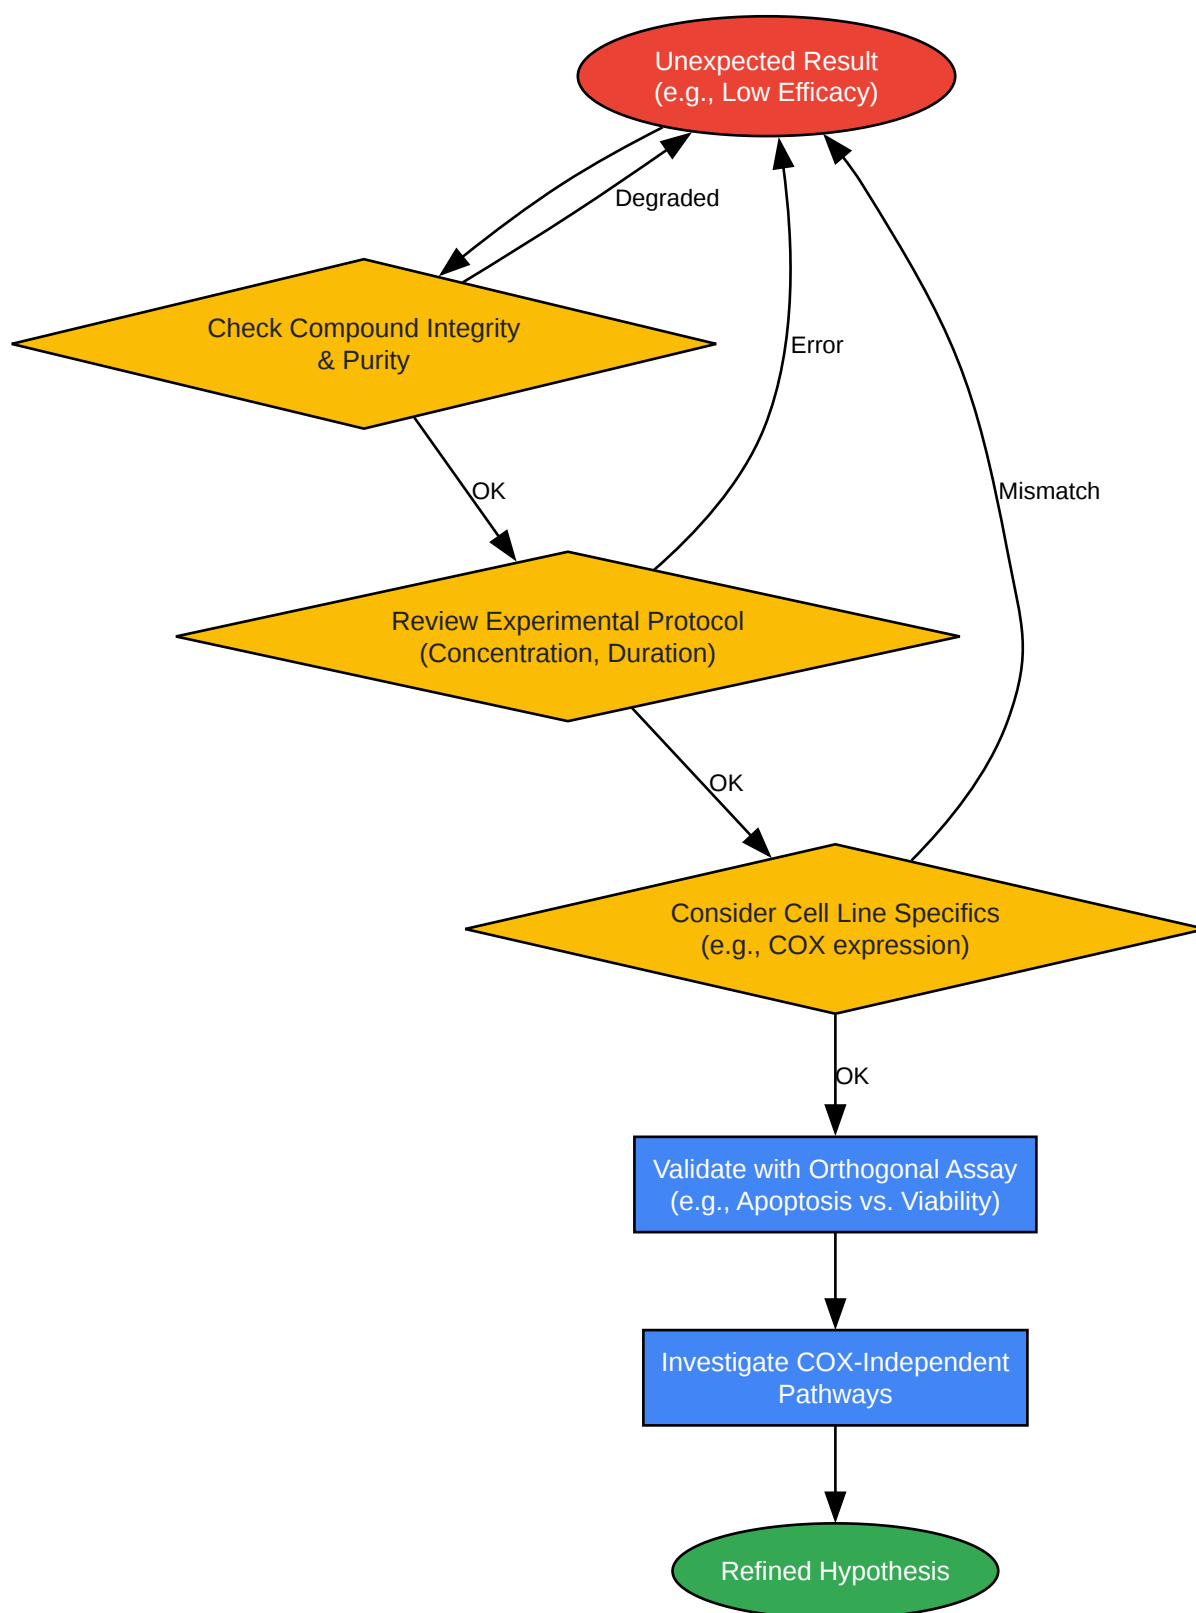 Unexpected Result
(e.g., Low Efficacy)
Degraded
Check Compound Integrity
& Purity
Error
OK
Mismatch
Review Experimental Protocol
(Concentration, Duration)
OK
Consider Cell Line Specifics
(e.g., COX expression)
OK
Validate with Orthogonal Assay
(e.g., Apoptosis vs. Viability)
Investigate COX-Independent
Pathways
Refined Hypothesis